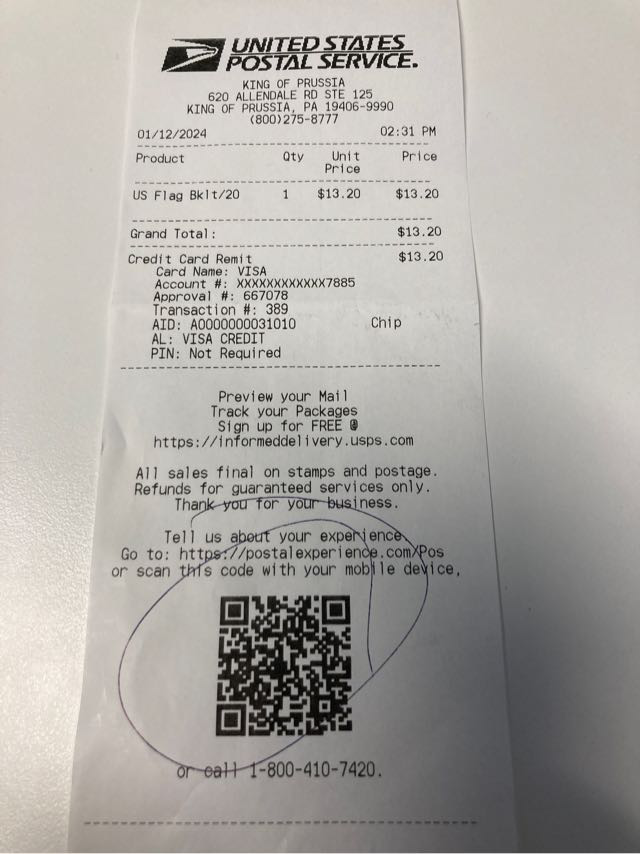 UNITED STATES
POSTAL SERVICE.
KING OF PRUSSIA
620 ALLENDALE RD STE 125
KING OF PRUSSIA, PA 19406-9990
(800)275-8777
01/12/2024 02:31 PM
Product Qty Unit Price
Price
US Flag Bklt/20 1 $13.20 $13.20
Grand Total: $13.20
Credit Card Remit $13.20
Card Name: VISA
Account #: XXXXXXXXXXXX7885
Approval #: 667078
Transaction #: 389
AID: A0000000031010 Chip
AL: VISA CREDIT
PIN: Not Required
Preview your Mail
Track your Packages
Sign up for FREE @
https://informeddelivery.usps.com
All sales final on stamps and postage.
Refunds for guaranteed services only.
Thank you for your business.
Tell us about your experience.
Go to: https://postalexperience.com/Pos
or scan this code with your mobile device,
or call 1-800-410-7420.